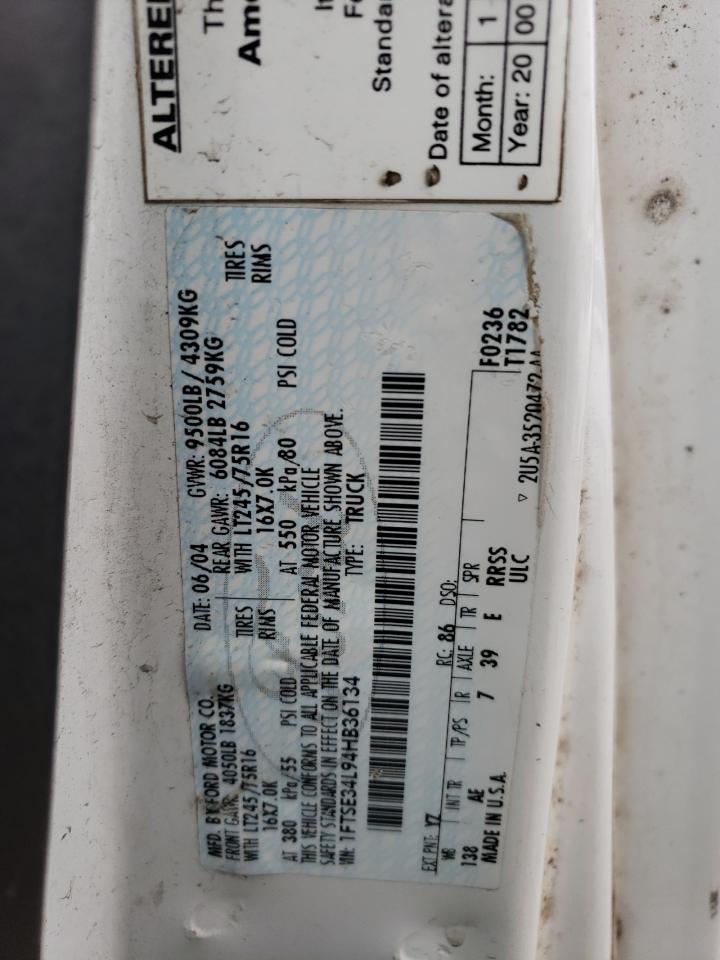 ALTERE
Th
Am
It
Fo
Standa
Date of altera
Month: 1
Year: 20 00
MFD. BY FORD MOTOR CO.
DATE: 06/04 GVWR: 9500LB / 4309KG
FRONT GAWR: 4050LB 1837KG REAR GAWR: 6084LB 2759KG
WITH LT245/75R16 TIRES WITH LT245/75R16 TIRES
16X7.0K RIMS 16X7.0K RIMS
AT 380 kPa/55 PSI COLD AT 550 kPa/80 PSI COLD
THIS VEHICLE CONFORMS TO ALL APPLICABLE FEDERAL MOTOR VEHICLE
SAFETY STANDARDS IN EFFECT ON THE DATE OF MANUFACTURE SHOWN ABOVE.
VIN: 1FTSE34L94HB36134 TYPE: TRUCK
F0236
T1782
EXT PNT: YZ RC: 86 DSO:
WB INT TR TP/PS R AXLE TR SPR
138 AE 7 39 E RRSS
MADE IN U.S.A. ULC
▽ 2U5A-3520472-AA